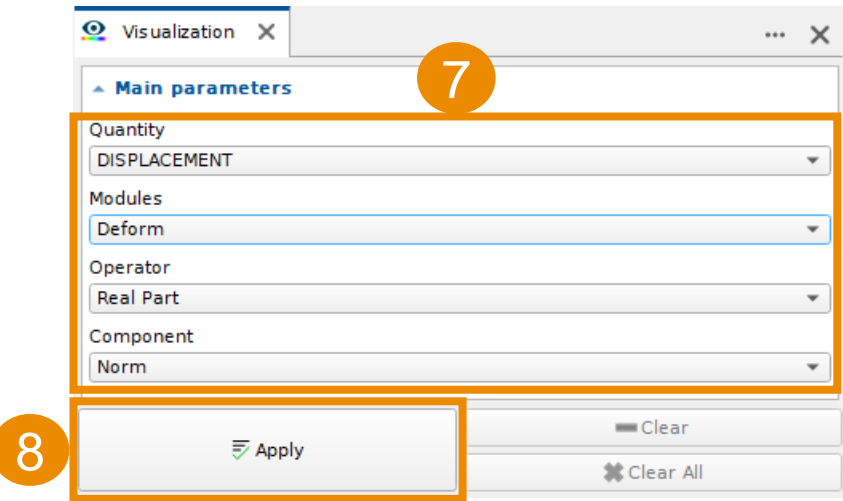 Visualization
7
Main parameters
Quantity
DISPLACEMENT
Modules
Deform
Operator
Real Part
Component
Norm
8
Apply
Clear
Clear All